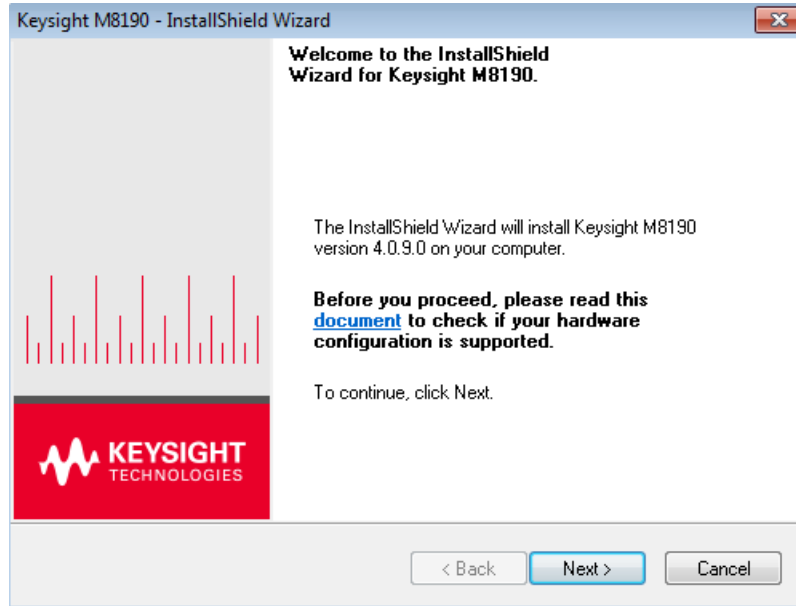 Keysight M8190 - InstallShield Wizard
Welcome to the InstallShield
Wizard for Keysight M8190.
The InstallShield Wizard will install Keysight M8190
version 4.0.9.0 on your computer.
Before you proceed, please read this
document to check if your hardware
configuration is supported.
To continue, click Next.
KEYSIGHT
TECHNOLOGIES
< Back
Next >
Cancel